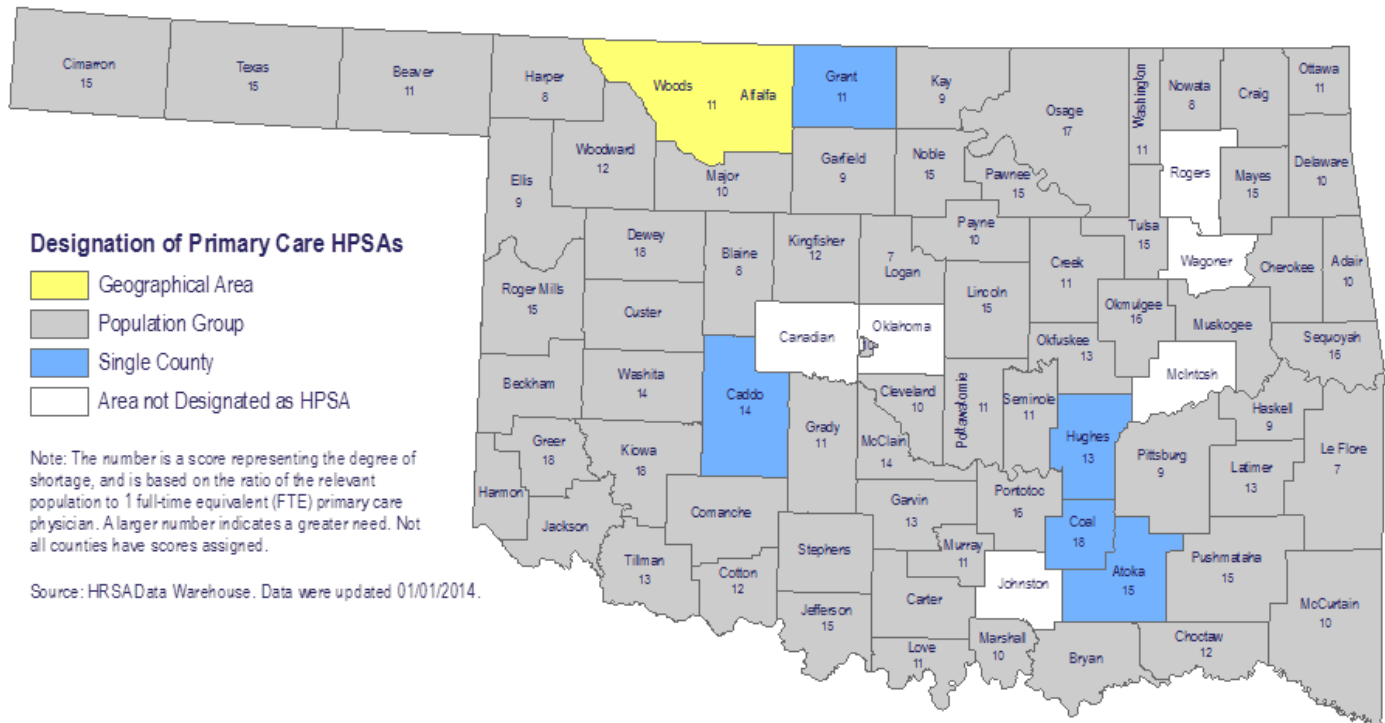 Cimarron
15
Texas
15
Beaver
11
Harper
8
Woods
11
Alfalfa
Grant
11
Kay
9
Osage
17
Washington
11
Nowata
8
Craig
Ottawa
11
Ellis
9
Woodward
12
Major
10
Garfield
9
Noble
15
Pawnee
15
Rogers
Mayes
15
Delaware
10
Dewey
18
Blaine
8
Kingfisher
12
7
Logan
Payne
10
Creek
11
Tulsa
15
Wagoner
Cherokee
Adair
10
Roger Mills
15
Custer
Canadian
Oklahoma
10
Lincoln
15
Okmulgee
16
Okfuskee
13
Muskogee
McIntosh
Sequoyah
16
Beckham
Washita
14
Caddo
14
Grady
11
Cleveland
10
McClain
14
Pottawatomie
11
Seminole
11
Hughes
13
Pittsburg
9
Haskell
9
Latimer
13
Le Flore
7
Greer
18
Kiowa
18
Harmon
Jackson
Comanche
Tillman
13
Cotton
12
Stephens
Jefferson
15
Garvin
13
Murray
11
Carter
Love
11
Pontotoc
16
Coal
18
Atoka
15
Johnston
Marshall
10
Bryan
Pushmataha
15
Choctaw
12
McCurtain
10
Designation of Primary Care HPSAs
Geographical Area
Population Group
Single County
Area not Designated as HPSA
Note: The number is a score representing the degree of
shortage, and is based on the ratio of the relevant
population to 1 full-time equivalent (FTE) primary care
physician. A larger number indicates a greater need. Not
all counties have scores assigned.
Source: HRSA Data Warehouse. Data were updated 01/01/2014.